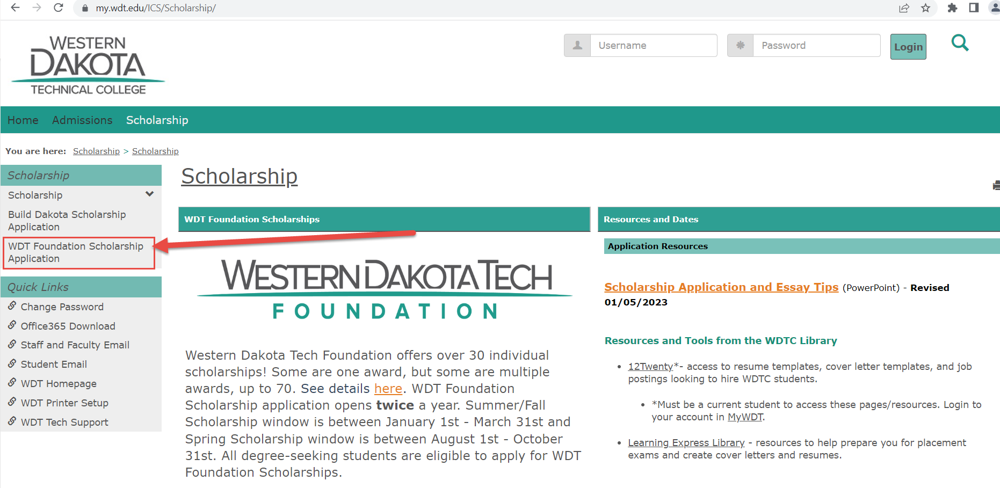 my.wdt.edu/ICS/Scholarship/
WESTERN
DAKOTA
TECHNICAL COLLEGE
Username
Password
Login
Home Admissions Scholarship
You are here: Scholarship > Scholarship
Scholarship
Scholarship
Build Dakota Scholarship
Application
WDT Foundation Scholarship
Application
Quick Links
Change Password
Office365 Download
Staff and Faculty Email
Student Email
WDT Homepage
WDT Printer Setup
WDT Tech Support
Scholarship
WDT Foundation Scholarships
WESTERN DAKOTA TECH
FOUNDATION
Western Dakota Tech Foundation offers over 30 individual
scholarships! Some are one award, but some are multiple
awards, up to 70. See details here. WDT Foundation
Scholarship application opens twice a year. Summer/Fall
Scholarship window is between January 1st - March 31st and
Spring Scholarship window is between August 1st - October
31st. All degree-seeking students are eligible to apply for WDT
Foundation Scholarships.
Resources and Dates
Application Resources
Scholarship Application and Essay Tips (PowerPoint) - Revised
01/05/2023
Resources and Tools from the WDTC Library
• 12Twenty*- access to resume templates, cover letter templates, and job
postings looking to hire WDTC students.
• *Must be a current student to access these pages/resources. Login to
your account in MyWDT.
• Learning Express Library - resources to help prepare you for placement
exams and create cover letters and resumes.